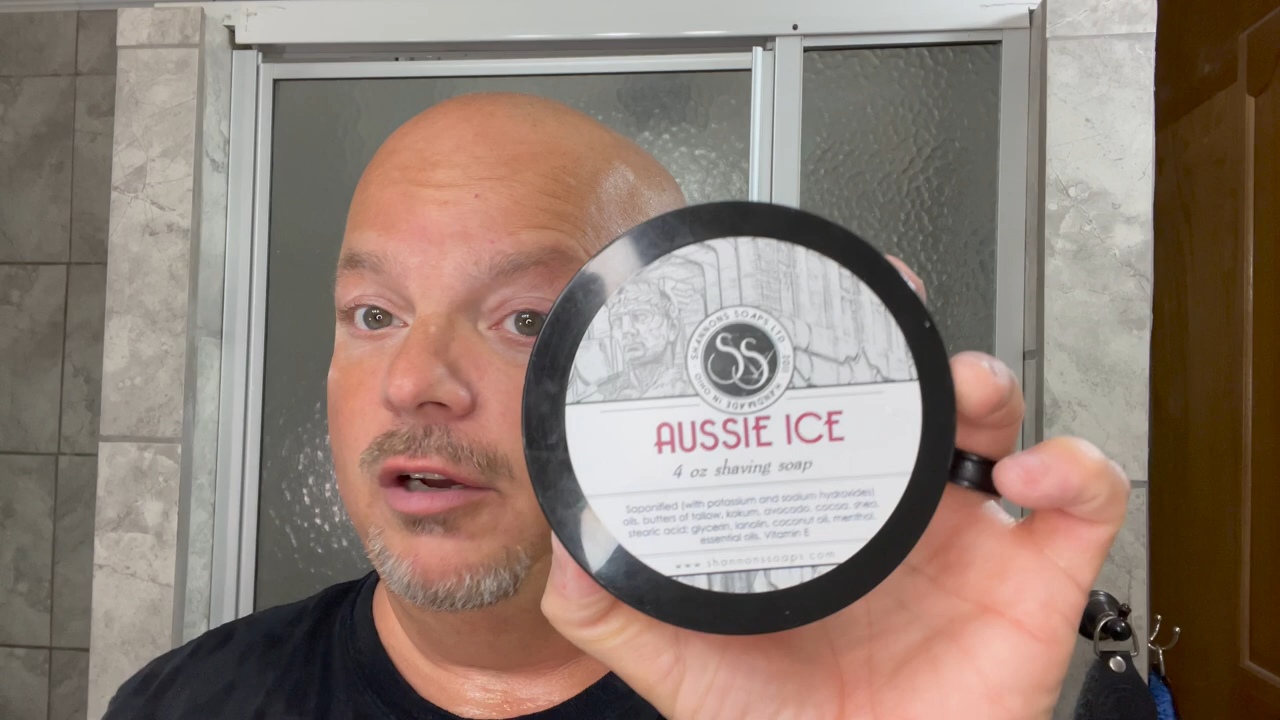 SHANNONS SOAPS LTD. 2010 HANDMADE IN OHIO
SS
AUSSIE ICE
4 oz shaving soap
Saponified (with potassium and sodium hydroxides)
oils, butters of tallow, kokum, avocado, cocoa, shea,
stearic acid; glycerin, lanolin, coconut oil, menthol,
essential oils, Vitamin E
www.shannonssoaps.com